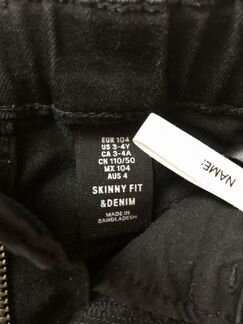 EUR 104
US 3-4Y
CA 3-4A
CN 110/50
MX 104
AUS 4
SKINNY FIT
&DENIM
MADE IN
BANGLADESH
NAME: